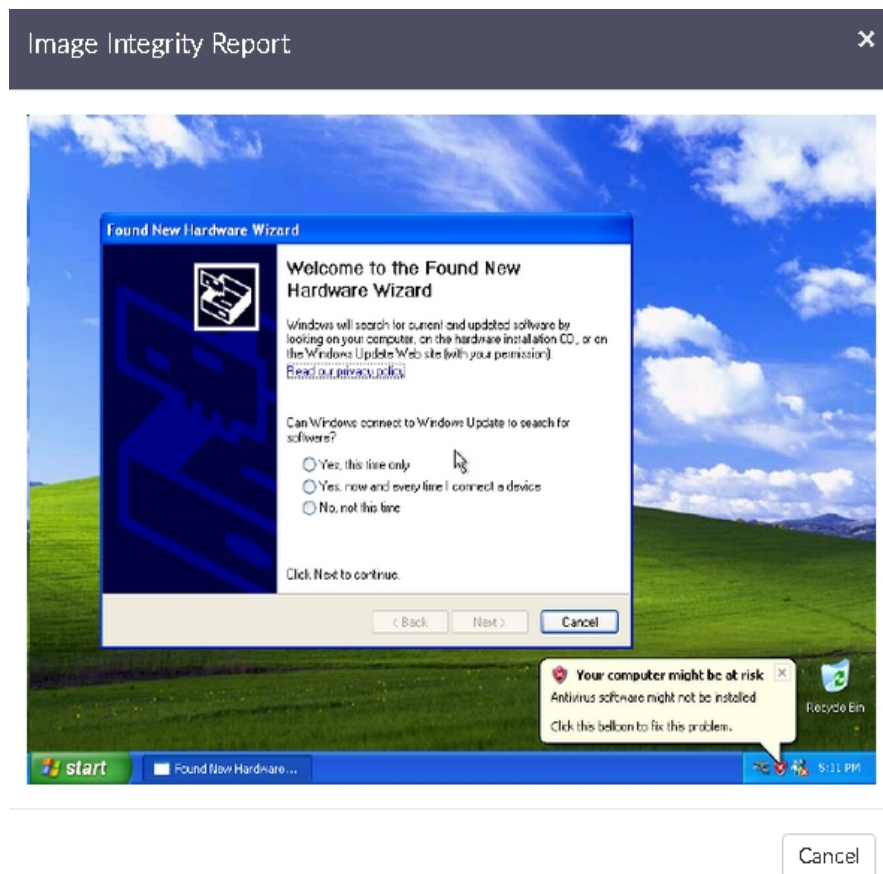 Image Integrity Report
×
Found New Hardware Wizard
Welcome to the Found New
Hardware Wizard
Windows will search for current and updated software by
looking on your computer, on the hardware installation CD, or on
the Windows Update Web site (with your permission).
Read our privacy policy
Can Windows connect to Windows Update to search for
software?
Yes, this time only
Yes, now and every time I connect a device
No, not this time
Click Next to continue.
< Back Next > Cancel
Your computer might be at risk
Antivirus software might not be installed
Click this balloon to fix this problem.
Recycle Bin
start Found New Hardware... 5:11 PM
Cancel